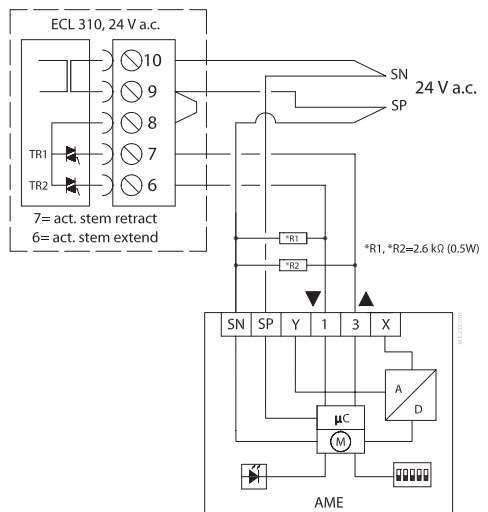 ECL 310, 24 V a.c.
10
9
8
7
6
TR1
TR2
7= act. stem retract
6= act. stem extend
SN
SP
24 V a.c.
*R1
*R2
*R1, *R2=2.6 kΩ (0.5W)
SN SP Y 1 3 X
A
D
µC
M
AME